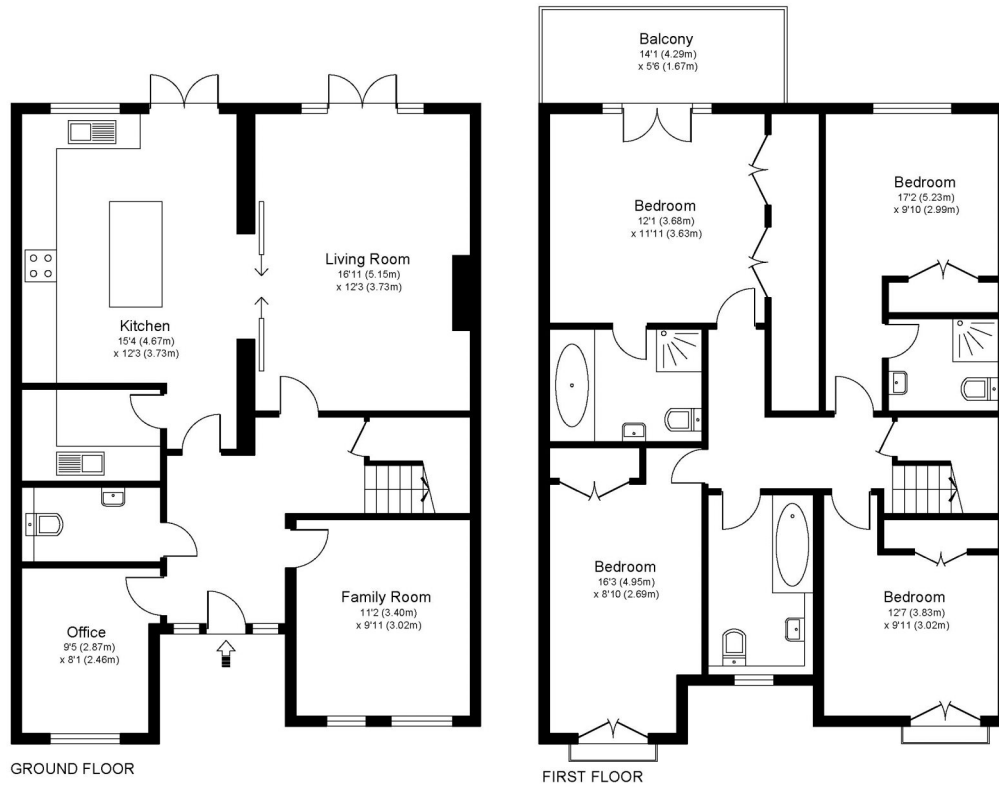 Balcony
14'1 (4.29m)
x 5'6 (1.67m)
Bedroom
17'2 (5.23m)
x 9'10 (2.99m)
Bedroom
12'1 (3.68m)
x 11'11 (3.63m)
Living Room
16'11 (5.15m)
x 12'3 (3.73m)
Kitchen
15'4 (4.67m)
x 12'3 (3.73m)
Bedroom
16'3 (4.95m)
x 8'10 (2.69m)
Family Room
11'2 (3.40m)
x 9'11 (3.02m)
Bedroom
12'7 (3.83m)
x 9'11 (3.02m)
Office
9'5 (2.87m)
x 8'1 (2.46m)
GROUND FLOOR
FIRST FLOOR